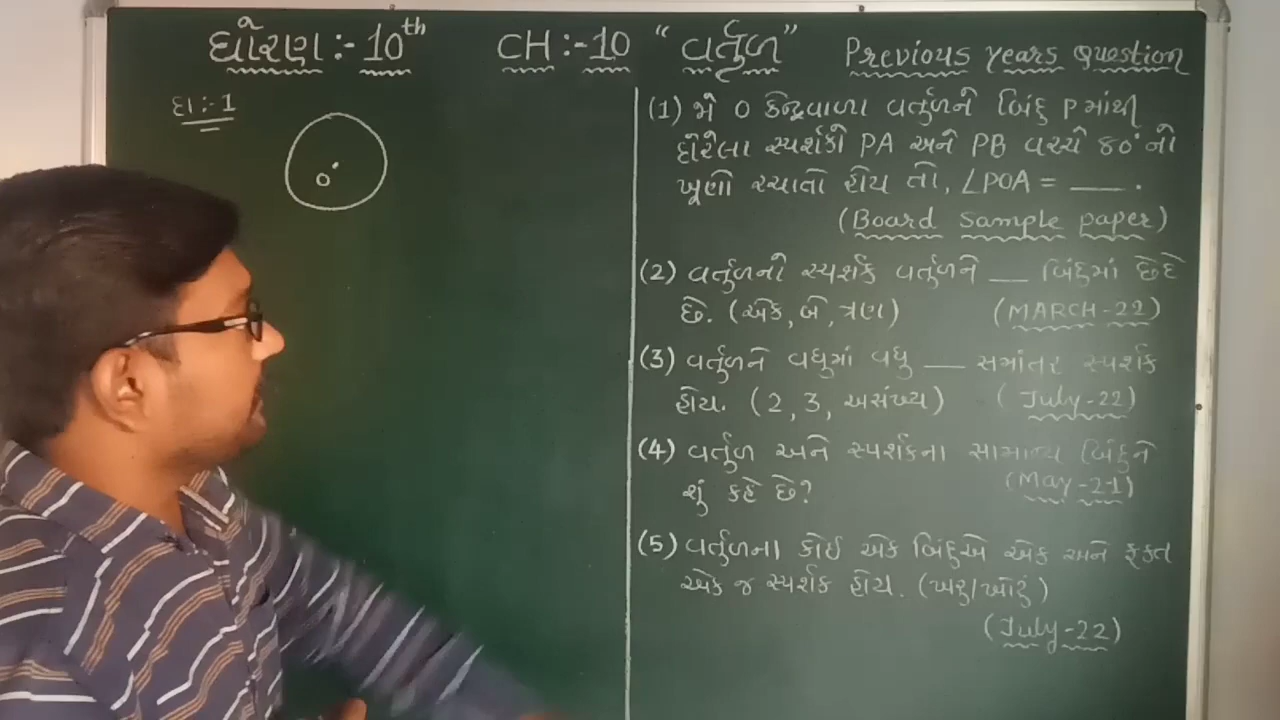 ધોરણ :- 10th CH :- 10 "વર્તુળ" Previous years Question
દા :- 1
O
(1) જો O કેન્દ્રવાળા વર્તુળને બિંદુ P માંથી
દોરેલા સ્પર્શકો PA અને PB વચ્ચે 80° નો
ખૂણો રચાતો હોય તો, ∠POA = ___ .
(Board sample paper)
(2) વર્તુળનો સ્પર્શક વર્તુળને ___ બિંદુમાં છેદે
છે. (એક, બે, ત્રણ) (MARCH-22)
(3) વર્તુળને વધુમાં વધુ ___ સમાંતર સ્પર્શક
હોય. (2, 3, અસંખ્ય) (July-22)
(4) વર્તુળ અને સ્પર્શકના સામાન્ય બિંદુને
શું કહે છે? (May-21)
(5) વર્તુળના કોઈ એક બિંદુએ એક અને ફક્ત
એક જ સ્પર્શક હોય. (ખરું/ખોટું)
(July-22)